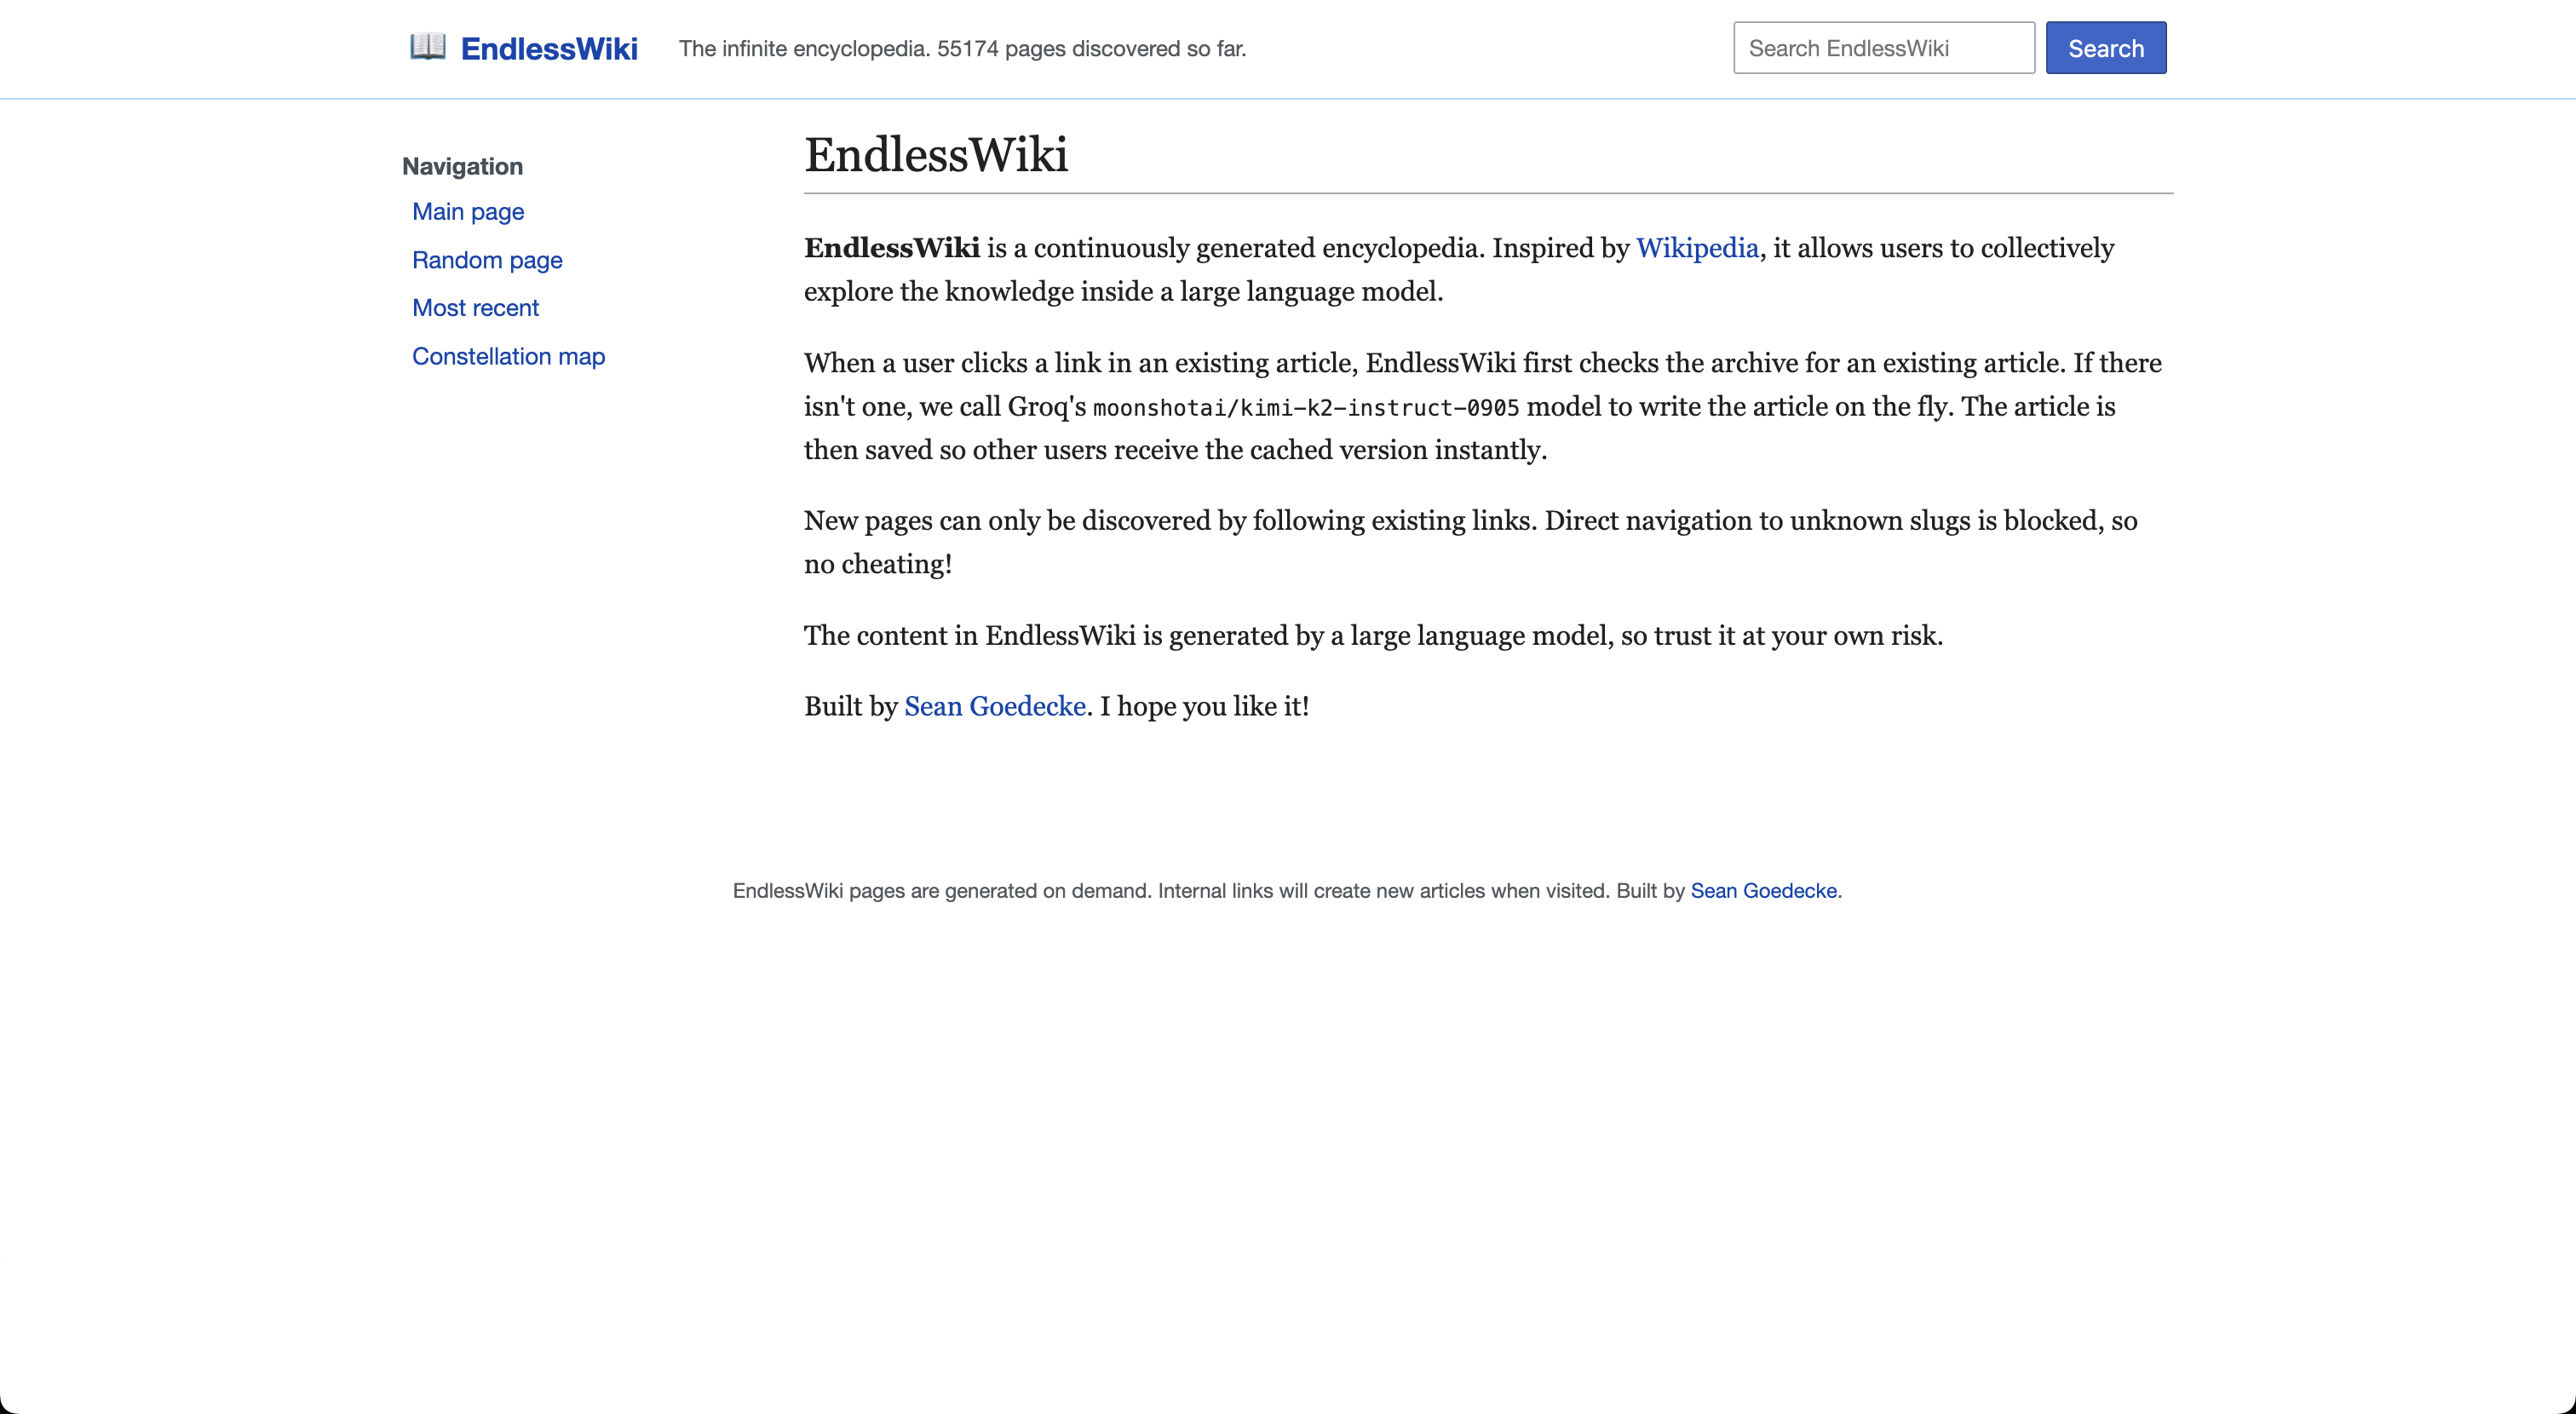 EndlessWiki
The infinite encyclopedia. 55174 pages discovered so far.
Search EndlessWiki
Search
Navigation
Main page
Random page
Most recent
Constellation map
EndlessWiki
EndlessWiki is a continuously generated encyclopedia. Inspired by Wikipedia, it allows users to collectively
explore the knowledge inside a large language model.
When a user clicks a link in an existing article, EndlessWiki first checks the archive for an existing article. If there
isn't one, we call Groq's moonshotai/kimi-k2-instruct-0905 model to write the article on the fly. The article is
then saved so other users receive the cached version instantly.
New pages can only be discovered by following existing links. Direct navigation to unknown slugs is blocked, so
no cheating!
The content in EndlessWiki is generated by a large language model, so trust it at your own risk.
Built by Sean Goedecke. I hope you like it!
EndlessWiki pages are generated on demand. Internal links will create new articles when visited. Built by Sean Goedecke.